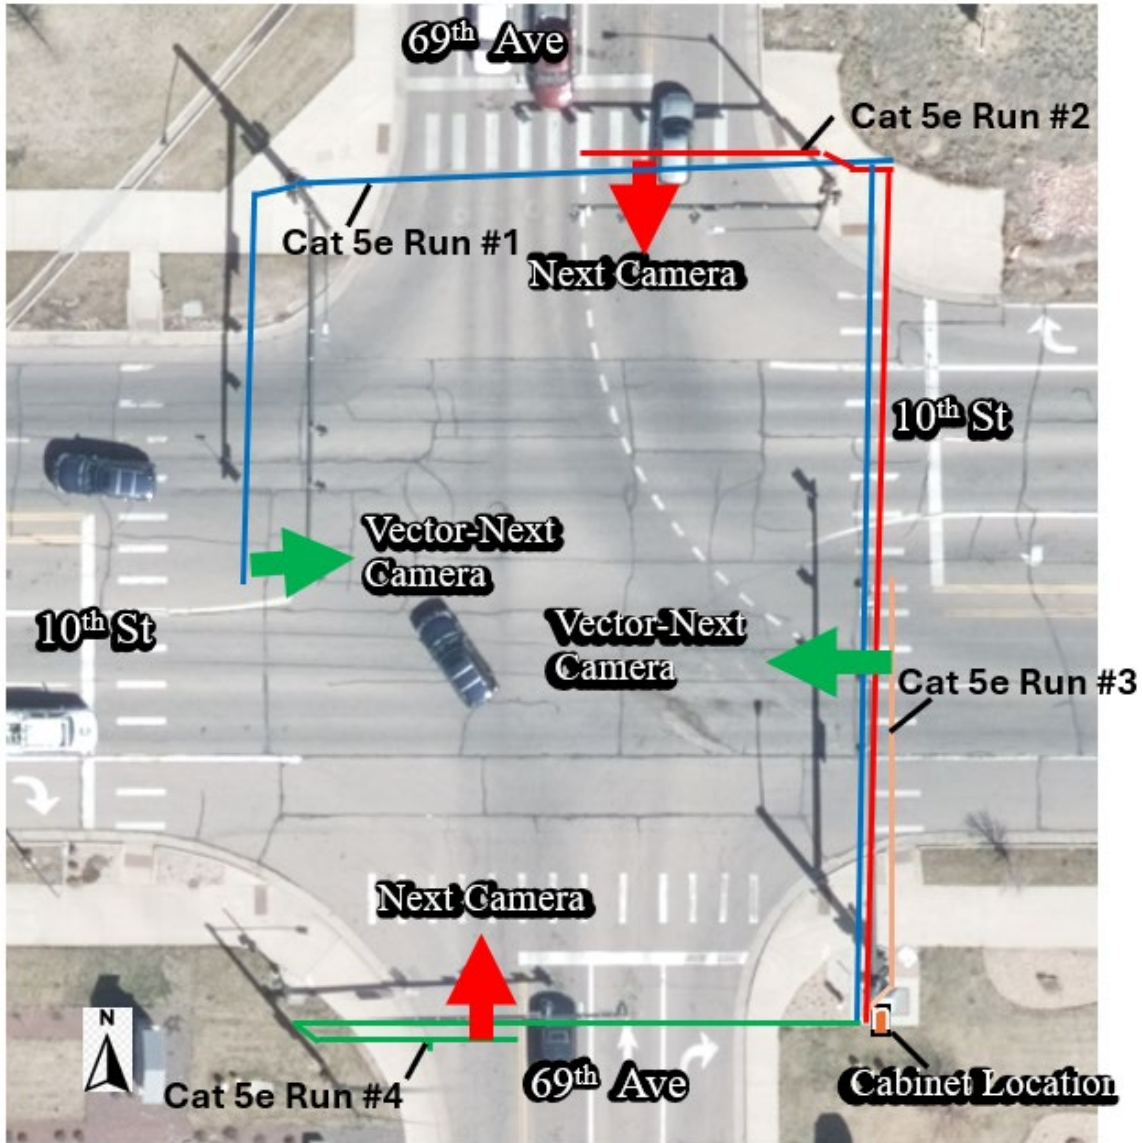 69th Ave
Cat 5e Run #2
Cat 5e Run #1
Next Camera
10th St
Vector-Next
Camera
10th St
Vector-Next
Camera
Cat 5e Run #3
Next Camera
N
Cat 5e Run #4
69th Ave
Cabinet Location